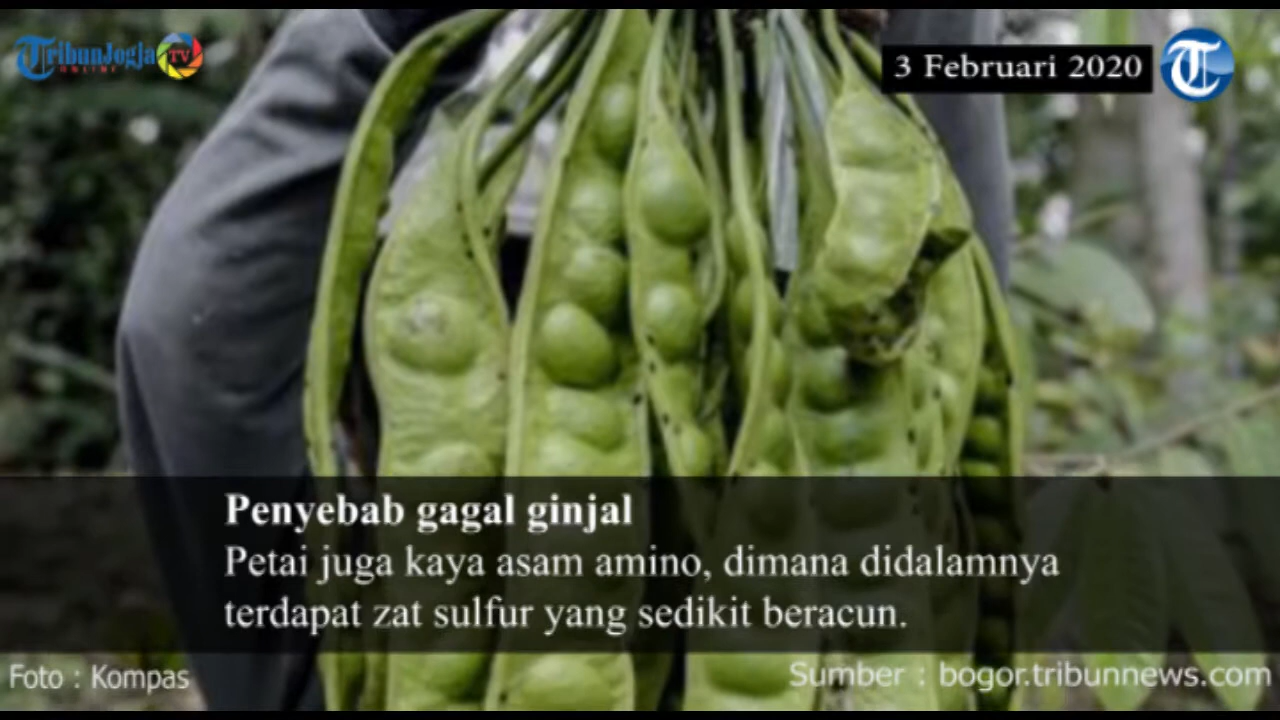 TribunJogja TV
ONLINE
3 Februari 2020
T
Penyebab gagal ginjal
Petai juga kaya asam amino, dimana didalamnya
terdapat zat sulfur yang sedikit beracun.
Foto : Kompas
Sumber : bogor.tribunnews.com